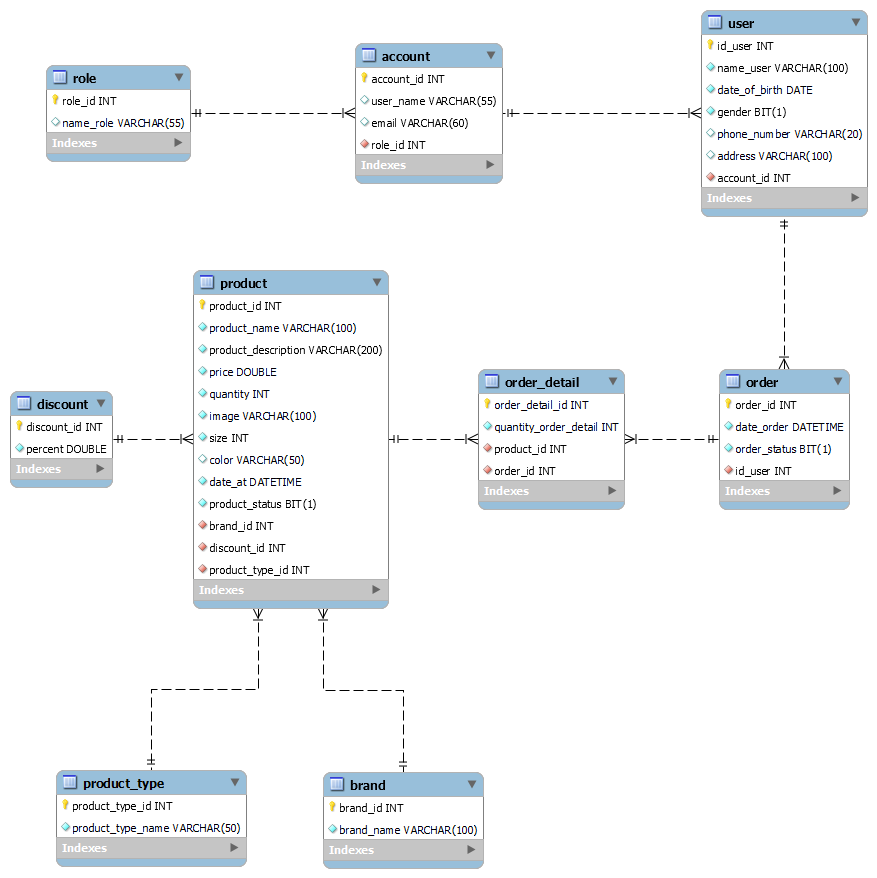 role
role_id INT
name_role VARCHAR(55)
Indexes
account
account_id INT
user_name VARCHAR(55)
email VARCHAR(60)
role_id INT
Indexes
user
id_user INT
name_user VARCHAR(100)
date_of_birth DATE
gender BIT(1)
phone_number VARCHAR(20)
address VARCHAR(100)
account_id INT
Indexes
product
product_id INT
product_name VARCHAR(100)
product_description VARCHAR(200)
price DOUBLE
quantity INT
image VARCHAR(100)
size INT
color VARCHAR(50)
date_at DATETIME
product_status BIT(1)
brand_id INT
discount_id INT
product_type_id INT
Indexes
discount
discount_id INT
percent DOUBLE
Indexes
order_detail
order_detail_id INT
quantity_order_detail INT
product_id INT
order_id INT
Indexes
order
order_id INT
date_order DATETIME
order_status BIT(1)
id_user INT
Indexes
product_type
product_type_id INT
product_type_name VARCHAR(50)
Indexes
brand
brand_id INT
brand_name VARCHAR(100)
Indexes